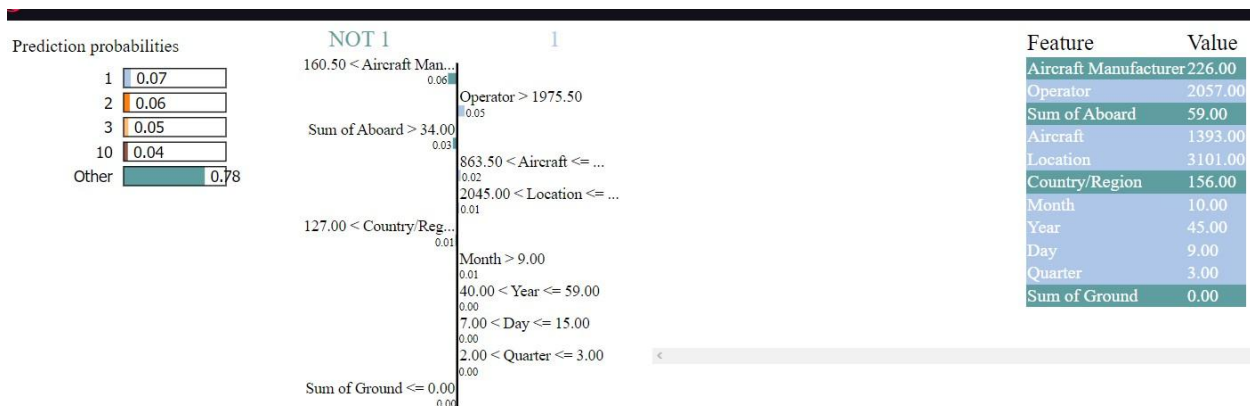 Prediction probabilities
1 0.07
2 0.06
3 0.05
10 0.04
Other 0.78
NOT 1 1
160.50 < Aircraft Man...
0.06
Operator > 1975.50
0.05
Sum of Aboard > 34.00
0.03
863.50 < Aircraft <= ...
0.02
2045.00 < Location <= ...
0.01
127.00 < Country/Reg...
0.01
Month > 9.00
0.01
40.00 < Year <= 59.00
0.00
7.00 < Day <= 15.00
0.00
2.00 < Quarter <= 3.00
0.00
Sum of Ground <= 0.00
0.00
Feature Value
Aircraft Manufacturer 226.00
Operator 2057.00
Sum of Aboard 59.00
Aircraft 1393.00
Location 3101.00
Country/Region 156.00
Month 10.00
Year 45.00
Day 9.00
Quarter 3.00
Sum of Ground 0.00